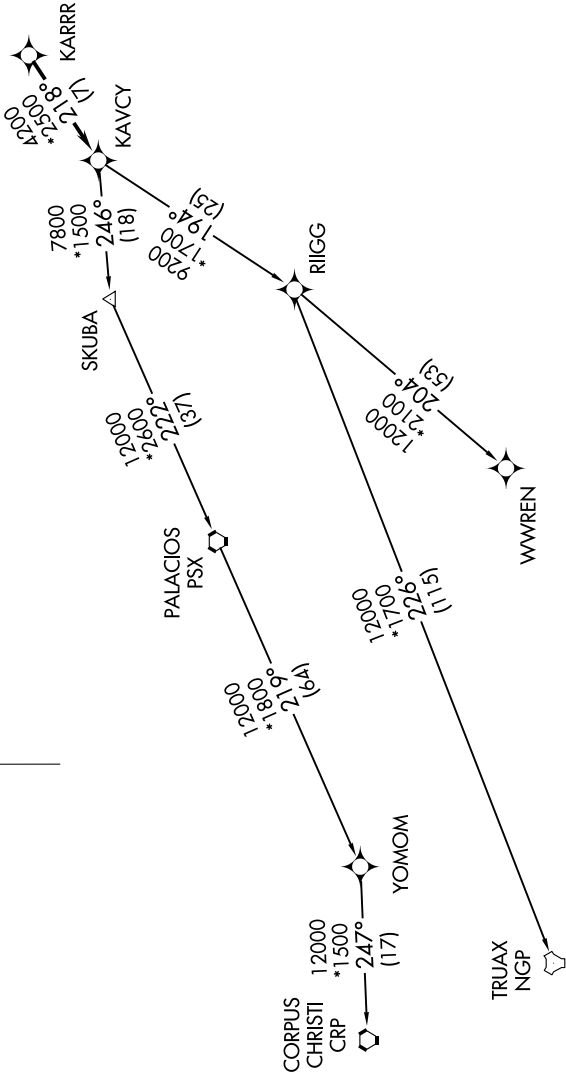 KARRR
4200
*2500
218°
(7)
KAVCY
7800
*1500
246°
(18)
9200
*1700
194°
(25)
SKUBA
RIIGG
12000
*2600
222°
(37)
12000
*2100
204°
(53)
PALACIOS
PSX
WWREN
12000
*1700
226°
(115)
12000
*1800
219°
(64)
YOMOM
12000
*1500
247°
(17)
CORPUS
CHRISTI
CRP
TRUAX
NGP